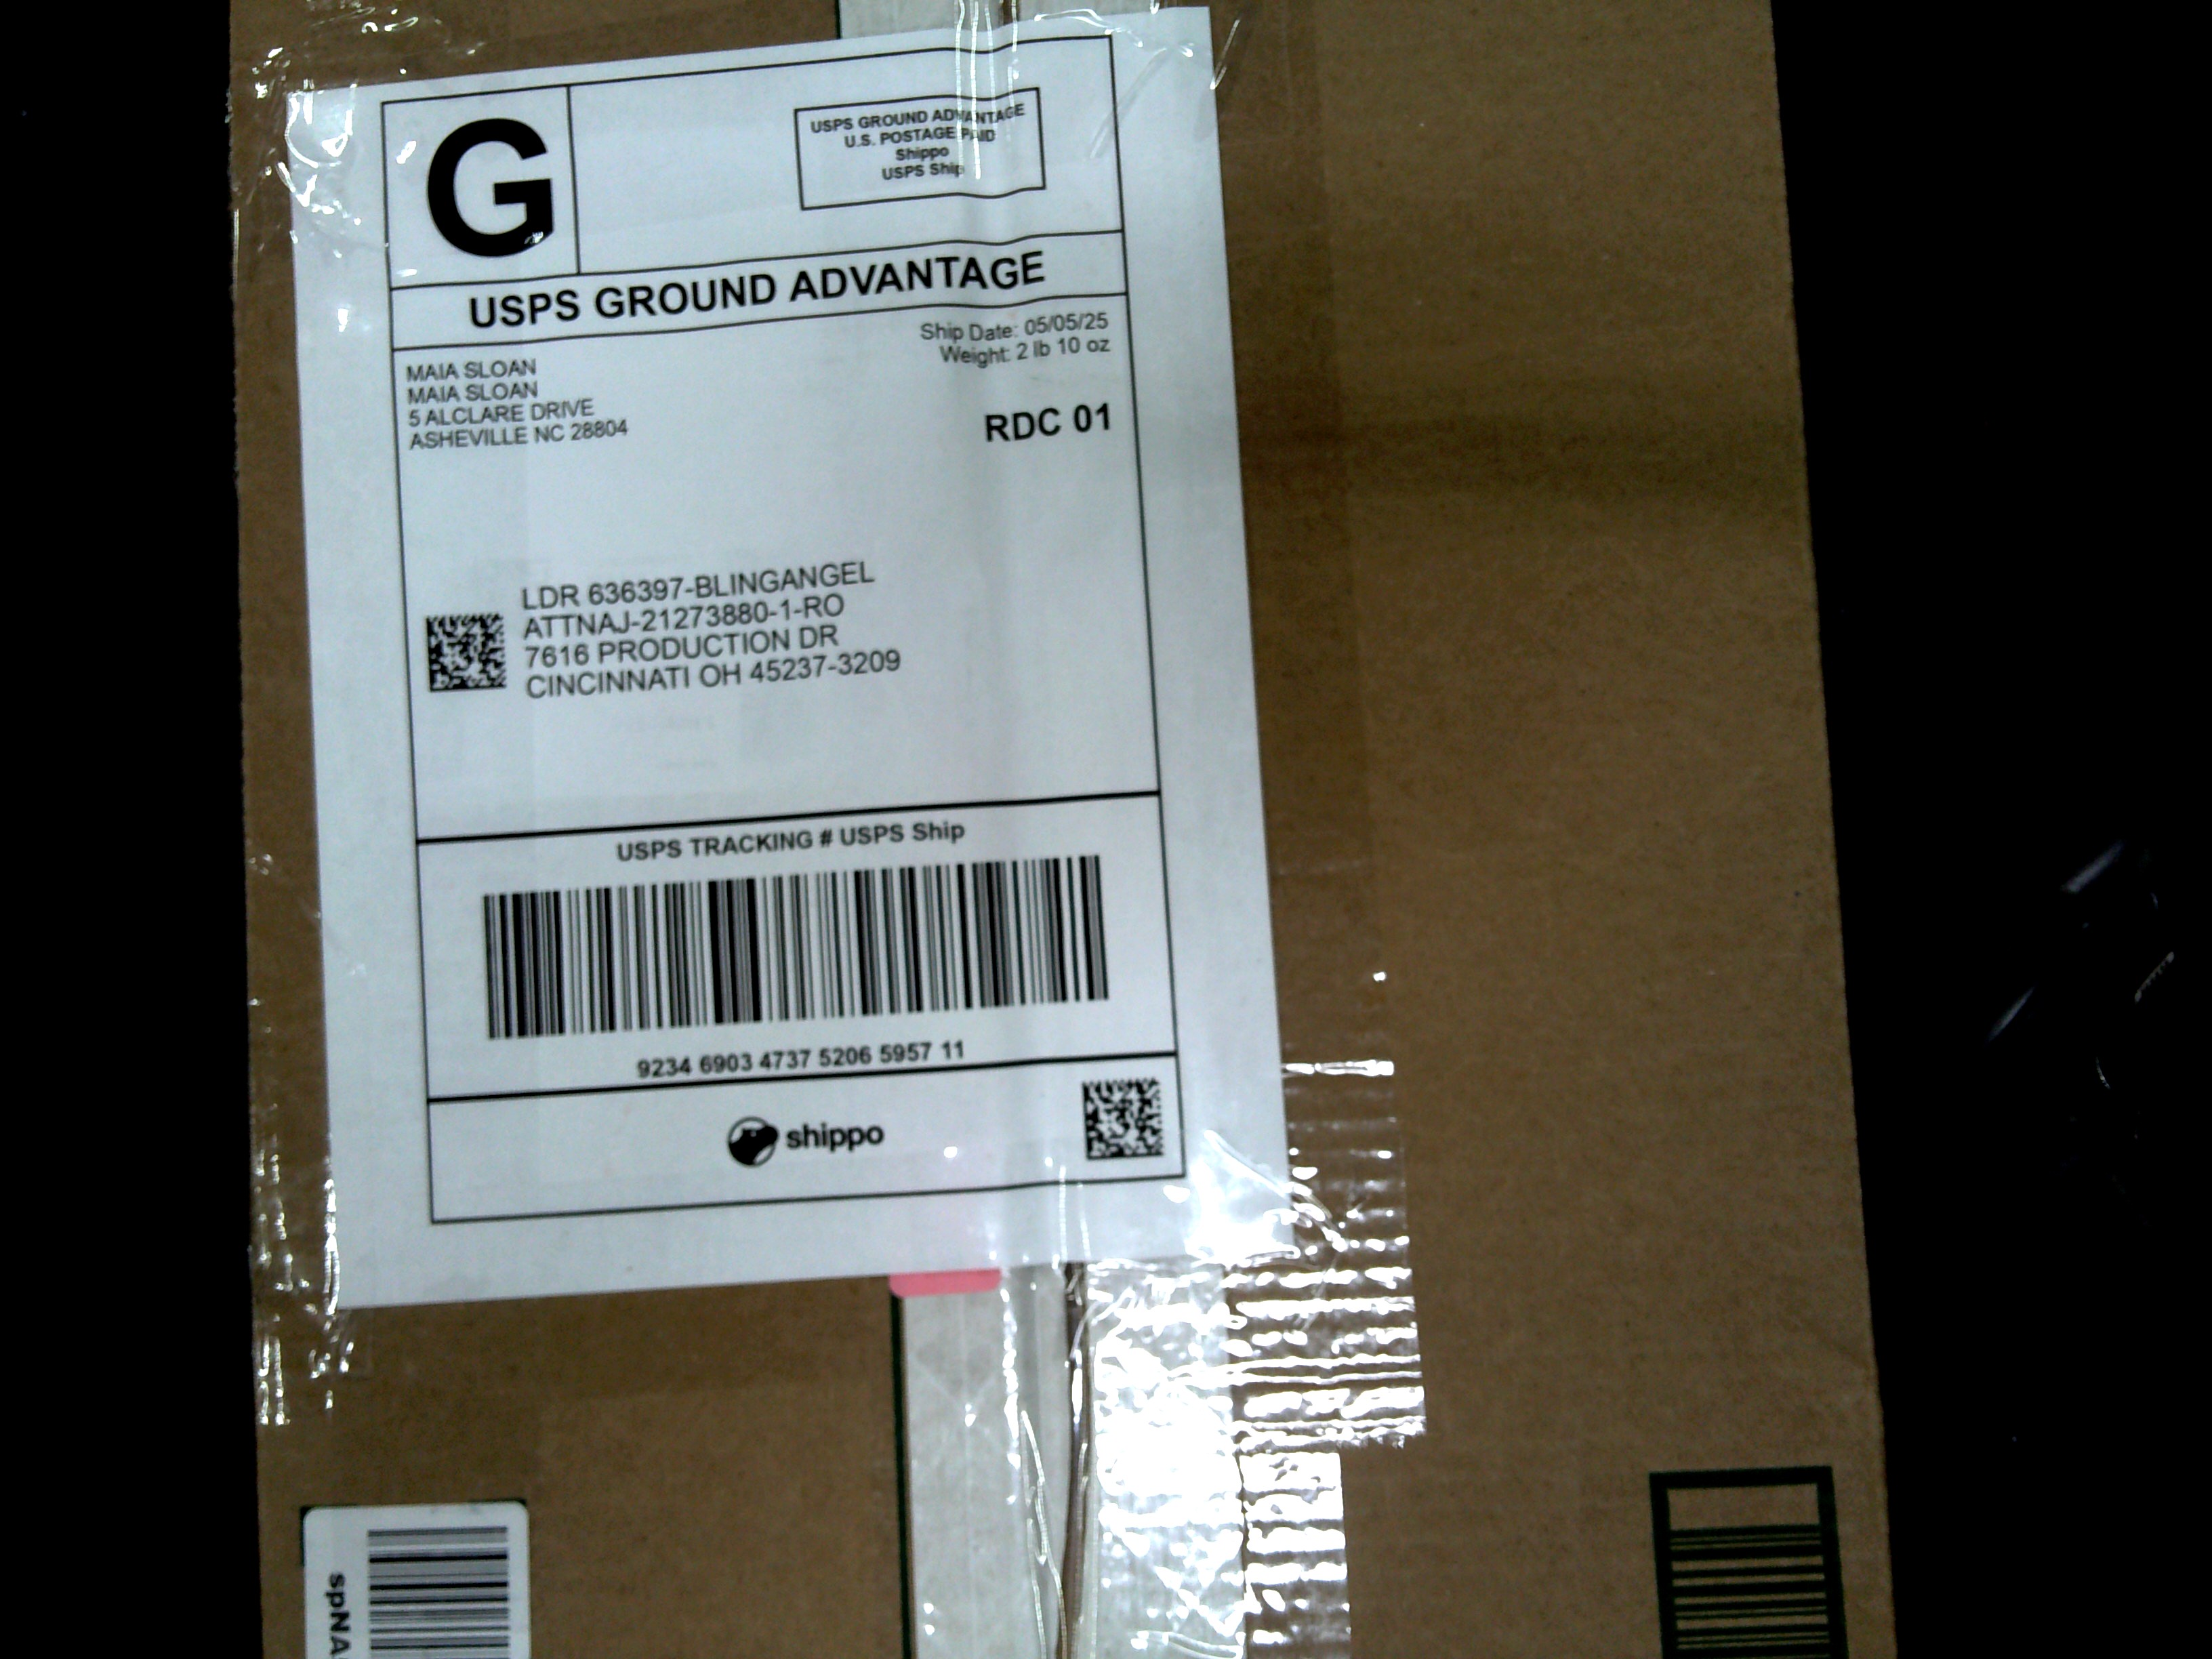 G
USPS GROUND ADVANTAGE
U.S. POSTAGE PAID
Shippo
USPS Ship
USPS GROUND ADVANTAGE
Ship Date: 05/05/25
Weight: 2 lb 10 oz
MAIA SLOAN
MAIA SLOAN
5 ALCLARE DRIVE
ASHEVILLE NC 28804
RDC 01
LDR 636397-BLINGANGEL
ATTNAJ-21273880-1-RO
7616 PRODUCTION DR
CINCINNATI OH 45237-3209
USPS TRACKING # USPS Ship
9234 6903 4737 5206 5957 11
shippo
spNA